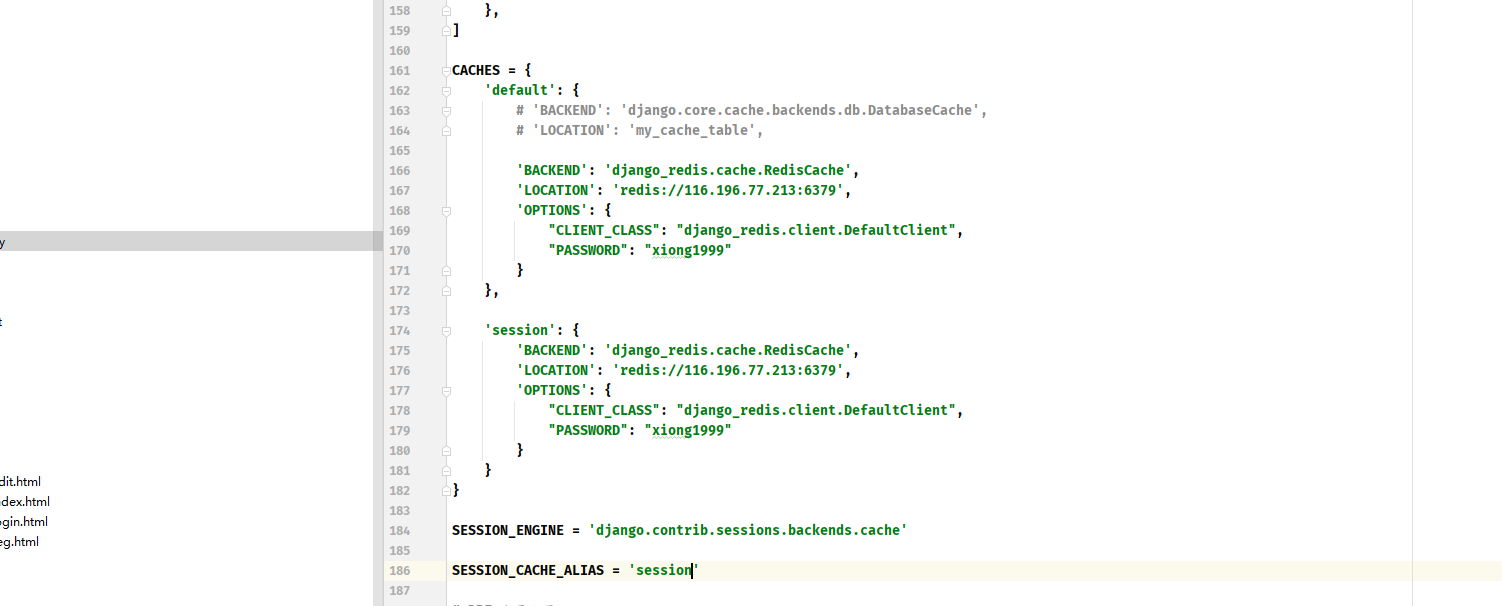 158 },
159 ]
160
161 CACHES = {
162 'default': {
163 # 'BACKEND': 'django.core.cache.backends.db.DatabaseCache',
164 # 'LOCATION': 'my_cache_table',
165
166 'BACKEND': 'django_redis.cache.RedisCache',
167 'LOCATION': 'redis://116.196.77.213:6379',
168 'OPTIONS': {
169 "CLIENT_CLASS": "django_redis.client.DefaultClient",
170 "PASSWORD": "xiong1999"
y
171 }
172 },
173
t
174 'session': {
175 'BACKEND': 'django_redis.cache.RedisCache',
176 'LOCATION': 'redis://116.196.77.213:6379',
177 'OPTIONS': {
178 "CLIENT_CLASS": "django_redis.client.DefaultClient",
179 "PASSWORD": "xiong1999"
180 }
181 }
dit.html
182 }
dex.html
183
gin.html
184 SESSION_ENGINE = 'django.contrib.sessions.backends.cache'
eg.html
185
186 SESSION_CACHE_ALIAS = 'session'
187